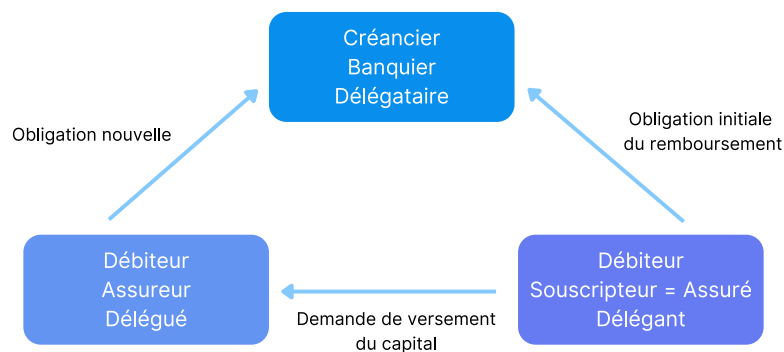 Créancier
Banquier
Délégataire
Obligation nouvelle
Obligation initiale
du remboursement
Débiteur
Assureur
Délégué
Demande de versement
du capital
Débiteur
Souscripteur = Assuré
Délégant